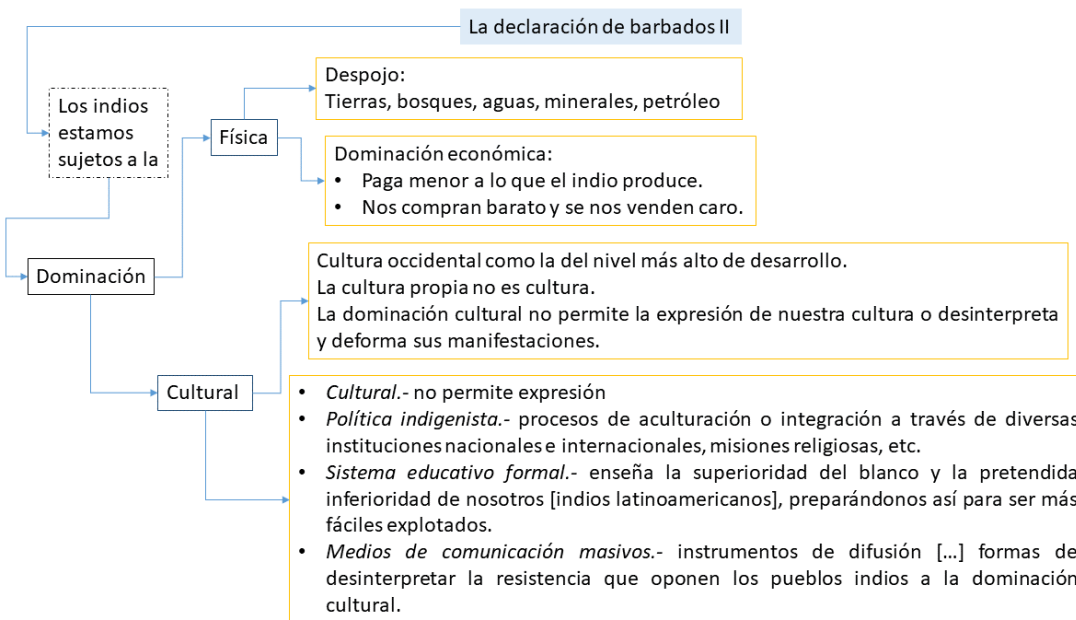 La declaración de barbados II
Los indios
estamos
sujetos a la
Dominación
Física
Despojo:
Tierras, bosques, aguas, minerales, petróleo
Dominación económica:
• Paga menor a lo que el indio produce.
• Nos compran barato y se nos venden caro.
Cultural
Cultura occidental como la del nivel más alto de desarrollo.
La cultura propia no es cultura.
La dominación cultural no permite la expresión de nuestra cultura o desinterpreta
y deforma sus manifestaciones.
• Cultural.- no permite expresión
• Política indigenista.- procesos de aculturación o integración a través de diversas
instituciones nacionales e internacionales, misiones religiosas, etc.
• Sistema educativo formal.- enseña la superioridad del blanco y la pretendida
inferioridad de nosotros [indios latinoamericanos], preparándonos así para ser más
fáciles explotados.
• Medios de comunicación masivos.- instrumentos de difusión [...] formas de
desinterpretar la resistencia que oponen los pueblos indios a la dominación
cultural.